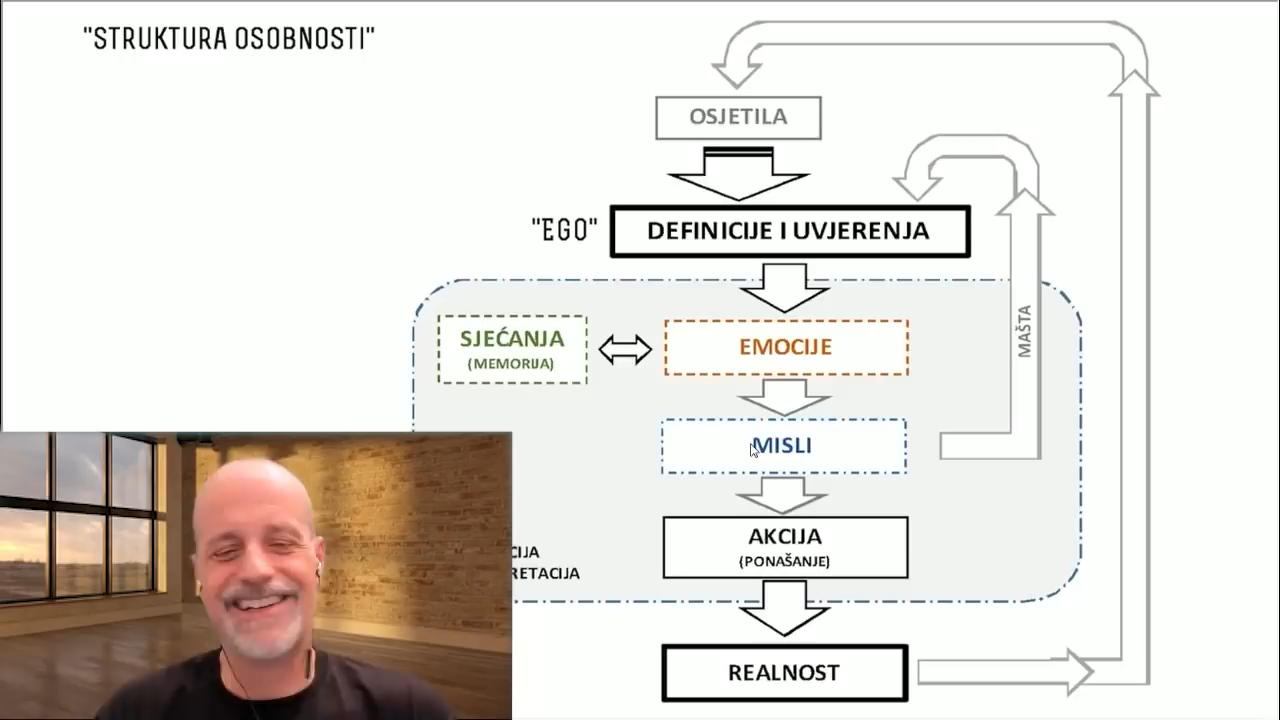 "STRUKTURA OSOBNOSTI"
OSJETILA
"EGO"
DEFINICIJE I UVJERENJA
SJEĆANJA
(MEMORIJA)
EMOCIJE
MAŠTA
MISLI
AKCIJA
(PONAŠANJE)
REALNOST